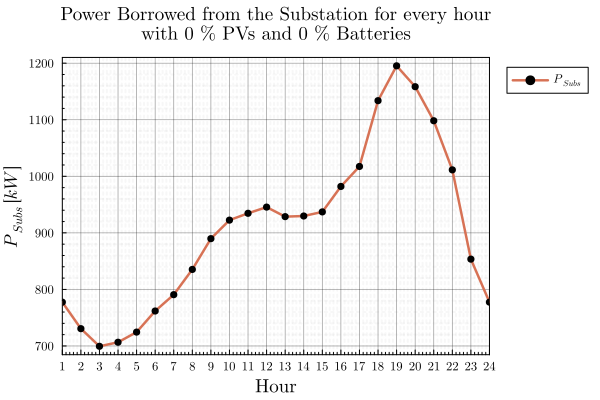 Power Borrowed from the Substation for every hour
with 0 % PVs and 0 % Batteries
P_Subs
P_Subs [kW]
1200
1100
1000
900
800
700
1 2 3 4 5 6 7 8 9 10 11 12 13 14 15 16 17 18 19 20 21 22 23 24
Hour